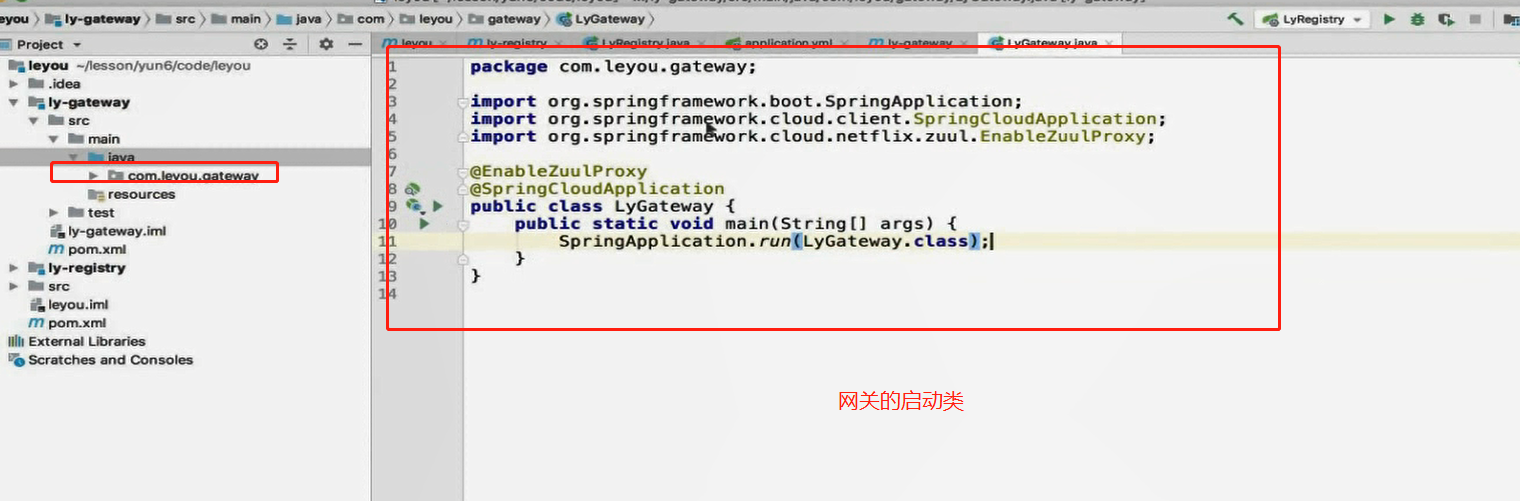 leyou ly-gateway src main java com leyou gateway LyGateway LyRegistry
Project
leyou ly-registry LyRegistry.java application.yml ly-gateway LyGateway.java
leyou ~/lesson/yun6/code/leyou
.idea
ly-gateway
src
main
java
com.leyou.gateway
resources
test
ly-gateway.iml
pom.xml
ly-registry
src
leyou.iml
pom.xml
External Libraries
Scratches and Consoles
1 package com.leyou.gateway;
2
3 import org.springframework.boot.SpringApplication;
4 import org.springframework.cloud.client.SpringCloudApplication;
5 import org.springframework.cloud.netflix.zuul.EnableZuulProxy;
6
7 @EnableZuulProxy
8 @SpringCloudApplication
9 public class LyGateway {
10 public static void main(String[] args) {
11 SpringApplication.run(LyGateway.class);
12 }
13 }
14
网关的启动类